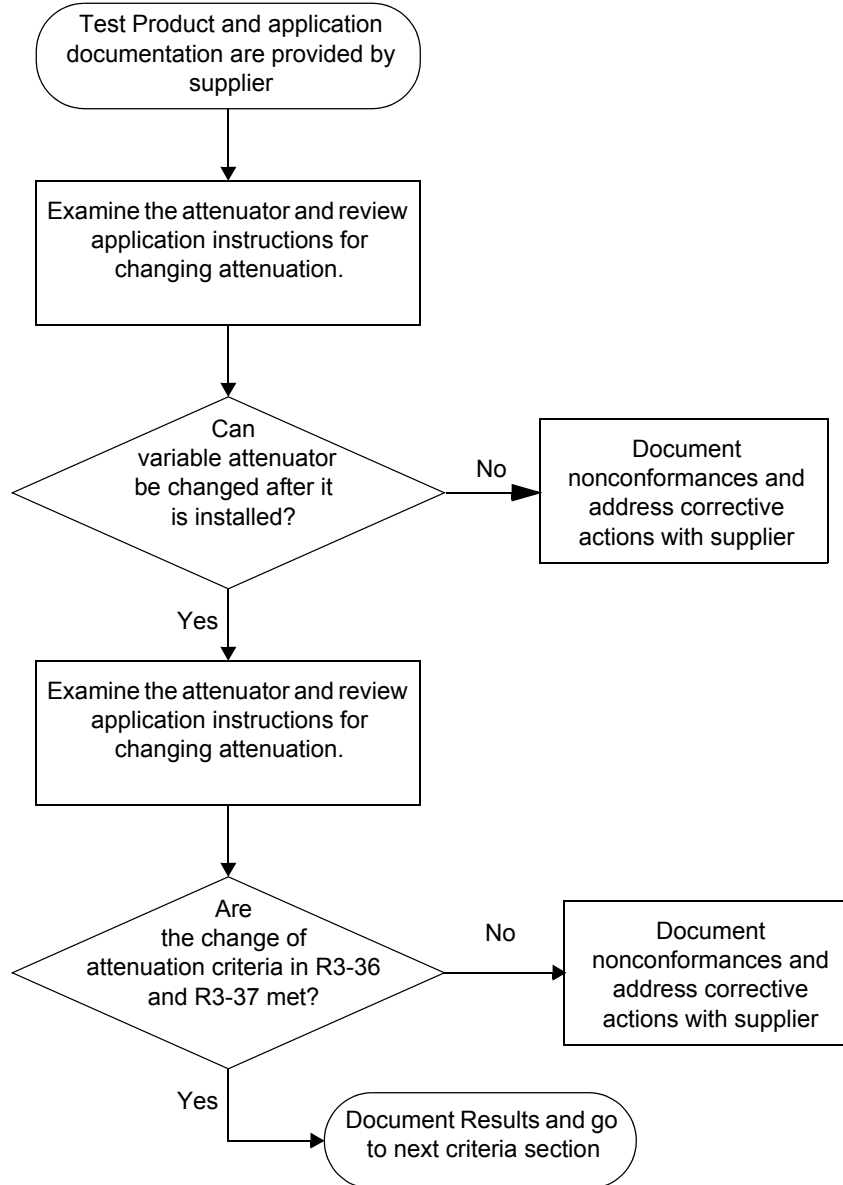 Test Product and application
documentation are provided by
supplier
Examine the attenuator and review
application instructions for
changing attenuation.
Can
variable attenuator
be changed after it
is installed?
No
Document
nonconformances and
address corrective
actions with supplier
Yes
Examine the attenuator and review
application instructions for
changing attenuation.
Are
the change of
attenuation criteria in R3-36
and R3-37 met?
No
Document
nonconformances and
address corrective
actions with supplier
Yes
Document Results and go
to next criteria section